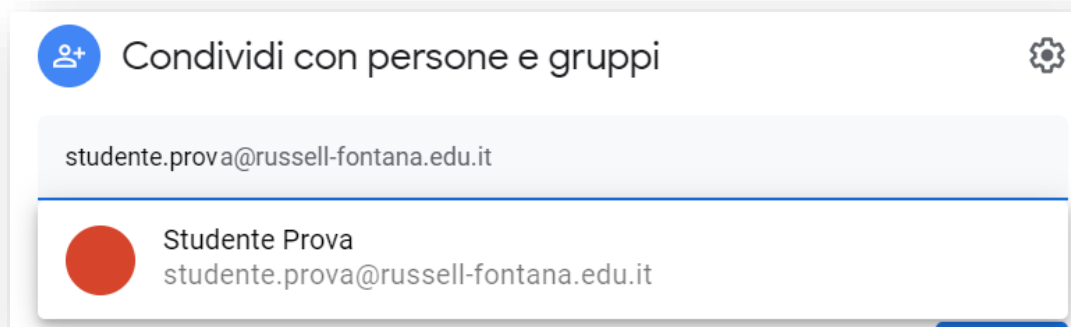 Condividi con persone e gruppi
studente.prova@russell-fontana.edu.it
Studente Prova
studente.prova@russell-fontana.edu.it